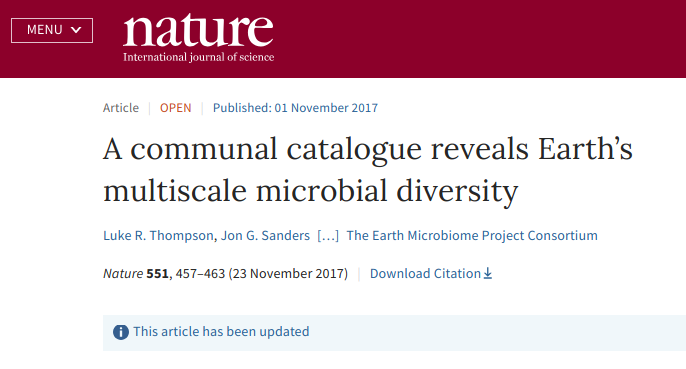 MENU
nature
International journal of science
Article | OPEN | Published: 01 November 2017
A communal catalogue reveals Earth’s
multiscale microbial diversity
Luke R. Thompson, Jon G. Sanders […] The Earth Microbiome Project Consortium
Nature 551, 457–463 (23 November 2017) | Download Citation
This article has been updated